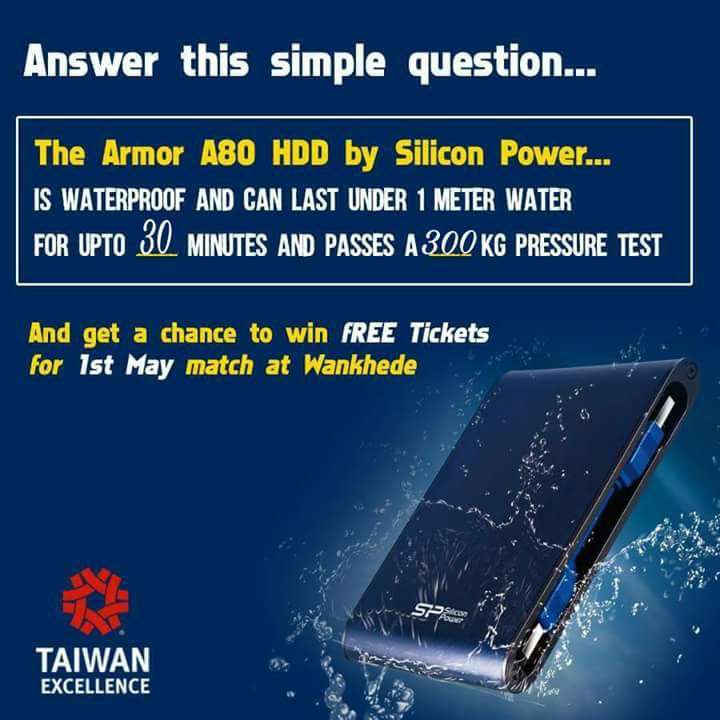 Answer this simple question...
The Armor A80 HDD by Silicon Power...
IS WATERPROOF AND CAN LAST UNDER 1 METER WATER
FOR UPTO 30 MINUTES AND PASSES A 300 KG PRESSURE TEST
And get a chance to win fREE Tickets
for 1st May match at Wankhede
SP Silicon Power
TAIWAN
EXCELLENCE